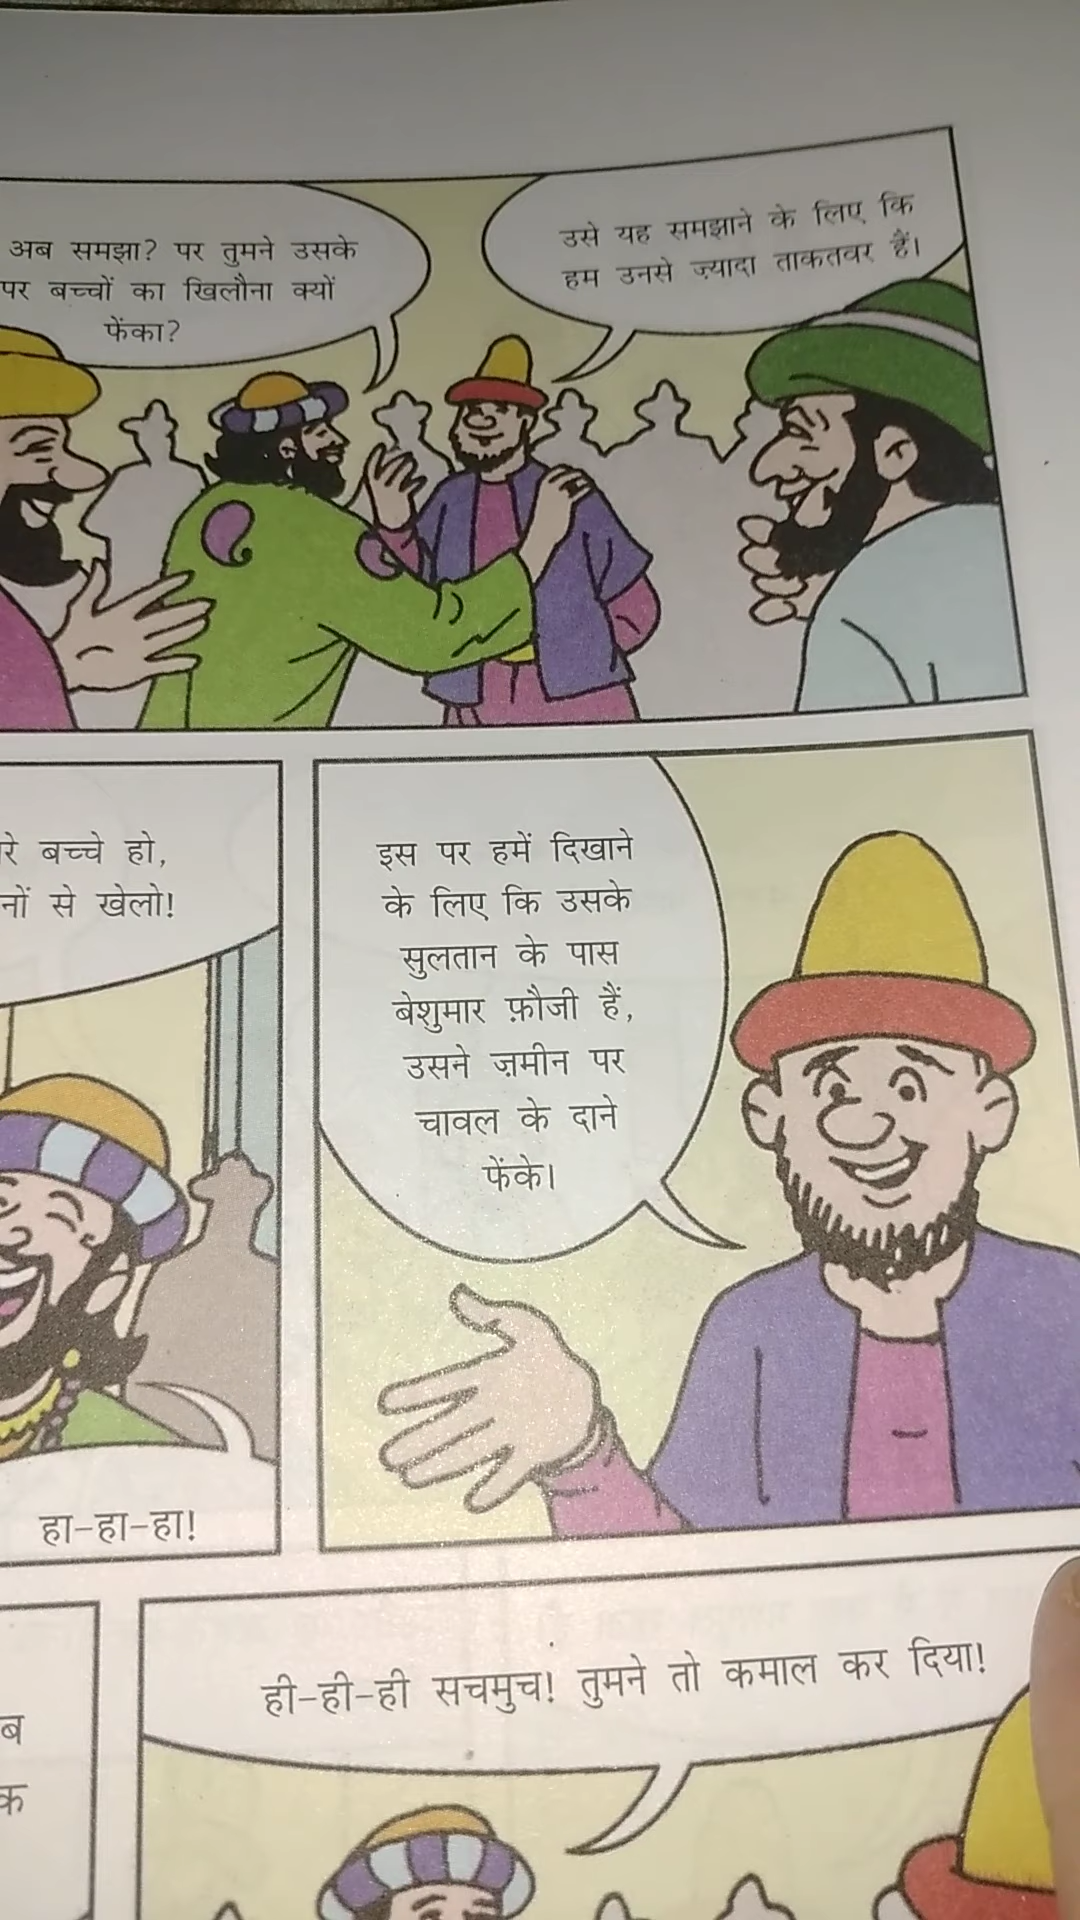 अब समझा? पर तुमने उसके
पर बच्चों का खिलौना क्यों
फेंका?
उसे यह समझाने के लिए कि
हम उनसे ज़्यादा ताकतवर हैं।
बच्चे हो,
से खेलो!
हा-हा-हा!
इस पर हमें दिखाने
के लिए कि उसके
सुलतान के पास
बेशुमार फ़ौजी हैं,
उसने ज़मीन पर
चावल के दाने
फेंके।
ही-ही-ही सचमुच! तुमने तो कमाल कर दिया!